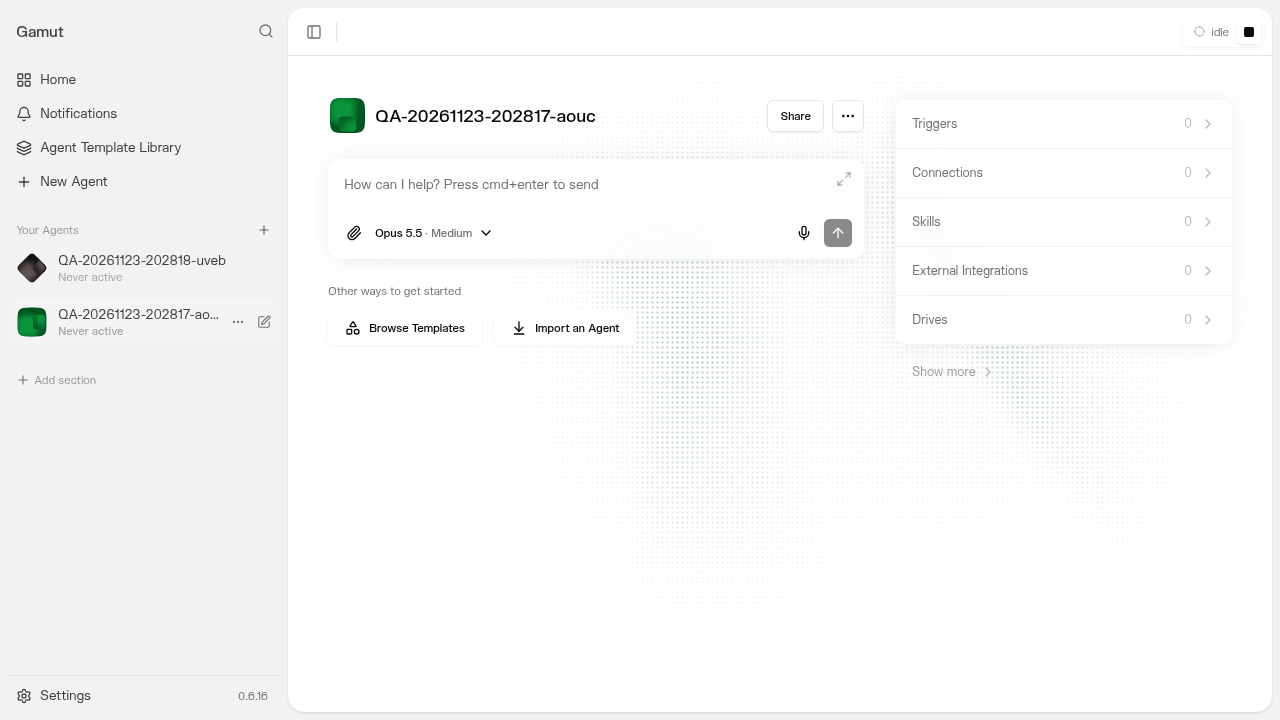 Gamut
Home
Notifications
Agent Template Library
New Agent
Your Agents
QA-20261123-202818-uveb
Never active
QA-20261123-202817-ao...
Never active
Add section
Settings
0.6.16
idle
QA-20261123-202817-aouc
Share
How can I help? Press cmd+enter to send
Opus 5.5 · Medium
Other ways to get started
Browse Templates
Import an Agent
Triggers 0
Connections 0
Skills 0
External Integrations 0
Drives 0
Show more